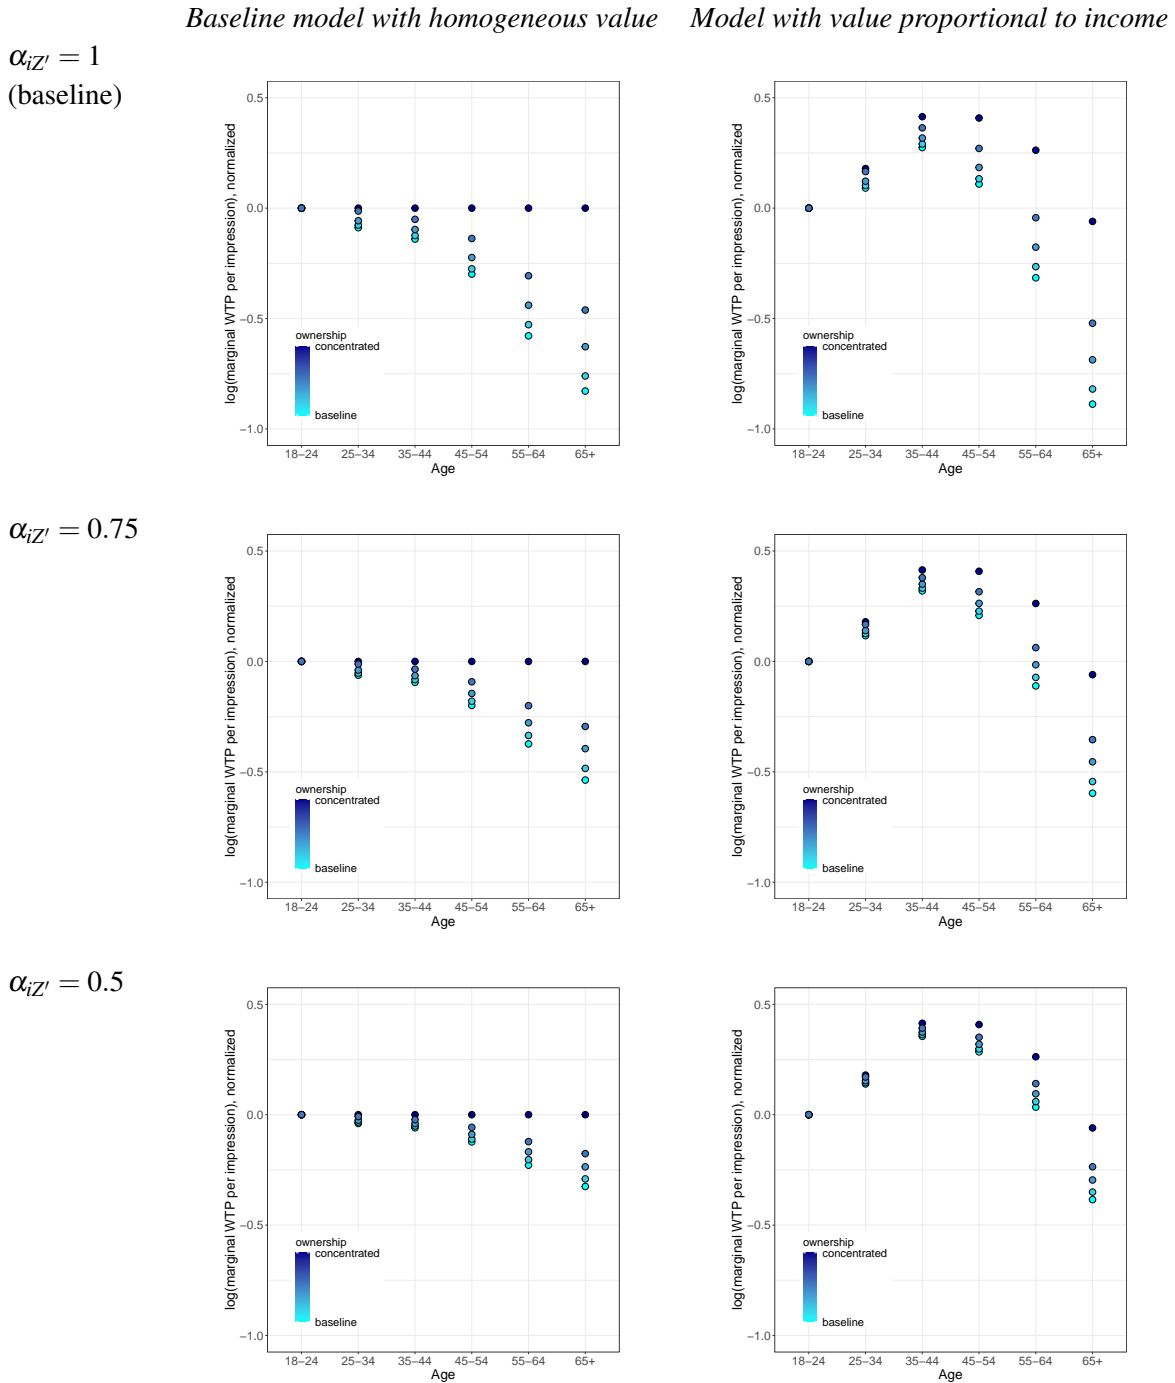 Baseline model with homogeneous value    Model with value proportional to income
α_{iZ′} = 1
(baseline)
log(marginal WTP per impression), normalized
0.5
0.0
−0.5
−1.0
ownership
concentrated
baseline
18−24 25−34 35−44 45−54 55−64 65+
Age
log(marginal WTP per impression), normalized
0.5
0.0
−0.5
−1.0
ownership
concentrated
baseline
18−24 25−34 35−44 45−54 55−64 65+
Age
α_{iZ′} = 0.75
log(marginal WTP per impression), normalized
0.5
0.0
−0.5
−1.0
ownership
concentrated
baseline
18−24 25−34 35−44 45−54 55−64 65+
Age
log(marginal WTP per impression), normalized
0.5
0.0
−0.5
−1.0
ownership
concentrated
baseline
18−24 25−34 35−44 45−54 55−64 65+
Age
α_{iZ′} = 0.5
log(marginal WTP per impression), normalized
0.5
0.0
−0.5
−1.0
ownership
concentrated
baseline
18−24 25−34 35−44 45−54 55−64 65+
Age
log(marginal WTP per impression), normalized
0.5
0.0
−0.5
−1.0
ownership
concentrated
baseline
18−24 25−34 35−44 45−54 55−64 65+
Age